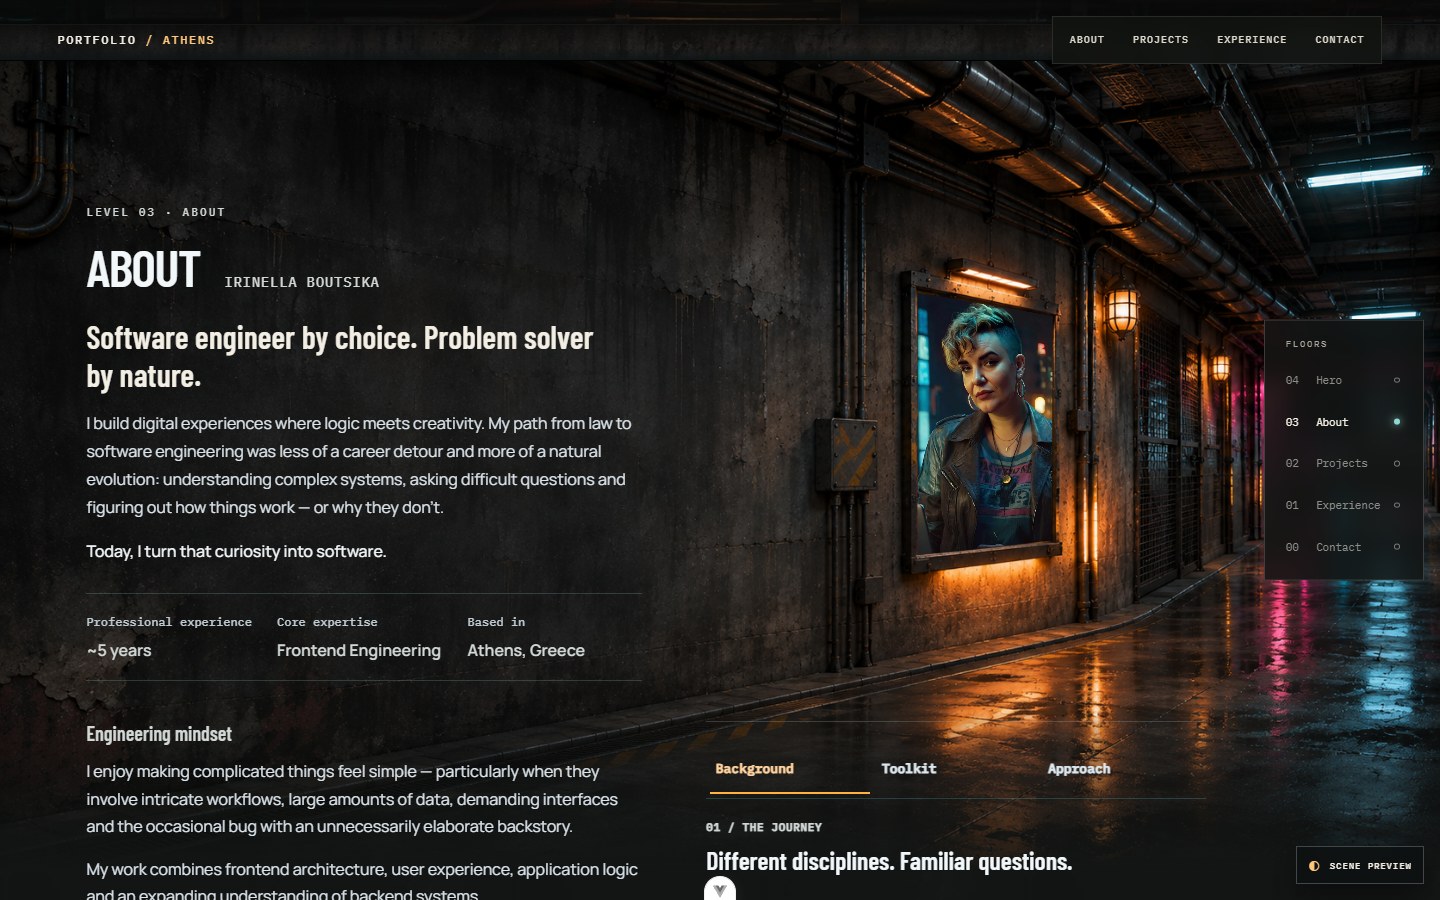 PORTFOLIO / ATHENS
ABOUT PROJECTS EXPERIENCE CONTACT
LEVEL 03 · ABOUT
ABOUT IRINELLA BOUTSIKA
Software engineer by choice. Problem solver
by nature.
I build digital experiences where logic meets creativity. My path from law to
software engineering was less of a career detour and more of a natural
evolution: understanding complex systems, asking difficult questions and
figuring out how things work — or why they don't.
Today, I turn that curiosity into software.
Professional experience
~5 years
Core expertise
Frontend Engineering
Based in
Athens, Greece
Engineering mindset
I enjoy making complicated things feel simple — particularly when they
involve intricate workflows, large amounts of data, demanding interfaces
and the occasional bug with an unnecessarily elaborate backstory.
My work combines frontend architecture, user experience, application logic
and an expanding understanding of backend systems.
Background Toolkit Approach
01 / THE JOURNEY
Different disciplines. Familiar questions.
FLOORS
04 Hero
03 About
02 Projects
01 Experience
00 Contact
SCENE PREVIEW